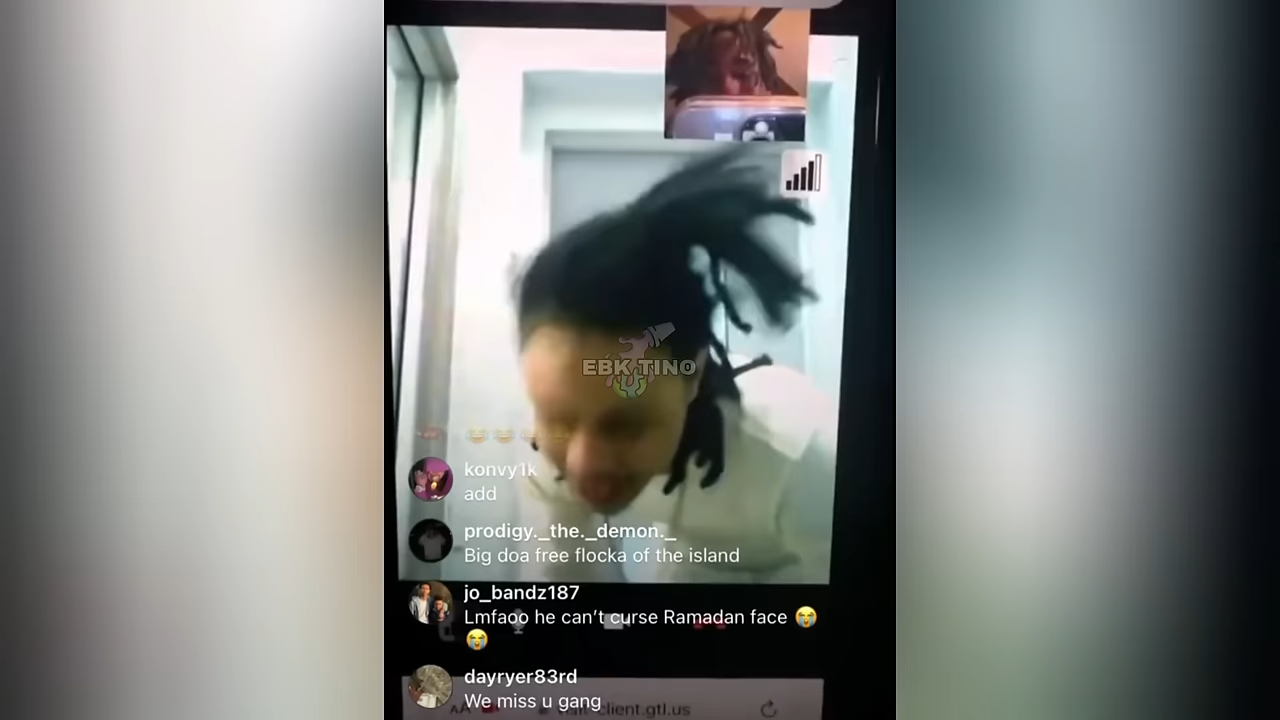 EBK TINO
konvy1k
add
prodigy._the._demon._
Big doa free flocka of the island
jo_bandz187
Lmfaoo he can’t curse Ramadan face 😭
😭
dayryer83rd
We miss u gang
AA client.gtl.us